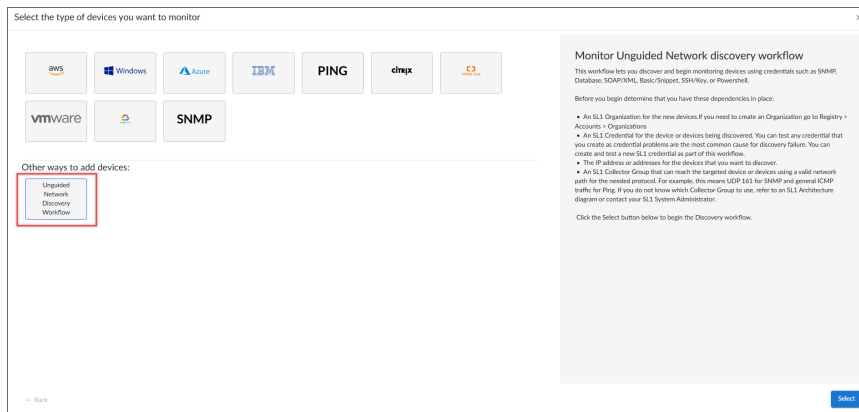 Select the type of devices you want to monitor
aws
Windows
Azure
IBM
PING
citrix
vmware
SNMP
Other ways to add devices:
Unguided
Network
Discovery
Workflow
Monitor Unguided Network discovery workflow
This workflow lets you discover and begin monitoring devices using credentials such as SNMP,
Database, SOAP/XML, Basic/Snippet, SSH/Key, or Powershell.
Before you begin determine that you have these dependencies in place:
• An SL1 Organization for the new devices.If you need to create an Organization go to Registry >
Accounts > Organizations
• An SL1 Credential for the device or devices being discovered. You can test any credential that
you create as credential problems are the most common cause for discovery failure. You can
create and test a new SL1 credential as part of this workflow.
• The IP address or addresses for the devices that you want to discover.
• An SL1 Collector Group that can reach the targeted device or devices using a valid network
path for the needed protocol. For example, this means UDP 161 for SNMP and general ICMP
traffic for Ping. If you do not know which Collector Group to use, refer to an SL1 Architecture
diagram or contact your SL1 System Administrator.
Click the Select button below to begin the Discovery workflow.
← Back
Select